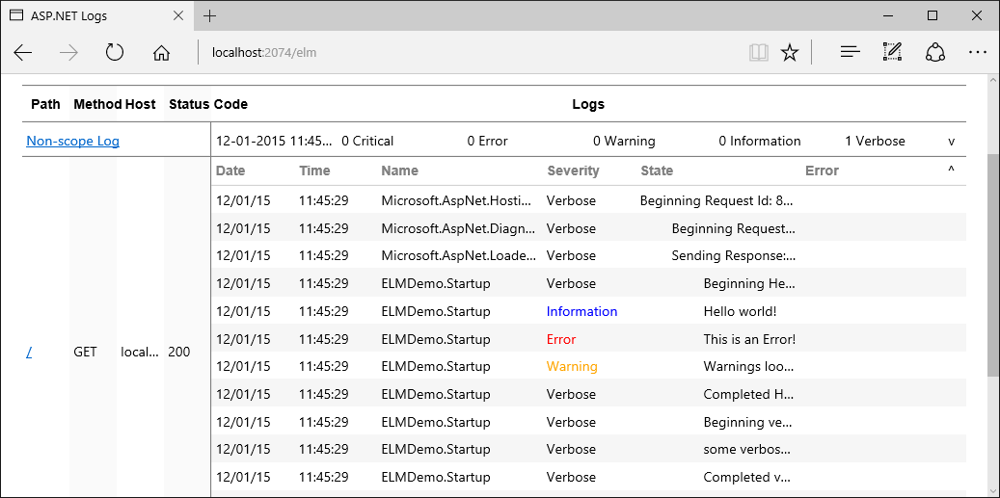 ASP.NET Logs
localhost:2074/elm
Path Method Host Status Code Logs
Non-scope Log 12-01-2015 11:45... 0 Critical 0 Error 0 Warning 0 Information 1 Verbose v
Date Time Name Severity State Error ^
12/01/15 11:45:29 Microsoft.AspNet.Hosti... Verbose Beginning Request Id: 8...
12/01/15 11:45:29 Microsoft.AspNet.Diagn... Verbose Beginning Request...
12/01/15 11:45:29 Microsoft.AspNet.Loade... Verbose Sending Response:...
12/01/15 11:45:29 ELMDemo.Startup Verbose Beginning He...
12/01/15 11:45:29 ELMDemo.Startup Information Hello world!
12/01/15 11:45:29 ELMDemo.Startup Error This is an Error!
/ GET local... 200
12/01/15 11:45:29 ELMDemo.Startup Warning Warnings loo...
12/01/15 11:45:29 ELMDemo.Startup Verbose Completed H...
12/01/15 11:45:29 ELMDemo.Startup Verbose Beginning ve...
12/01/15 11:45:29 ELMDemo.Startup Verbose some verbos...
12/01/15 11:45:29 ELMDemo.Startup Verbose Completed v...